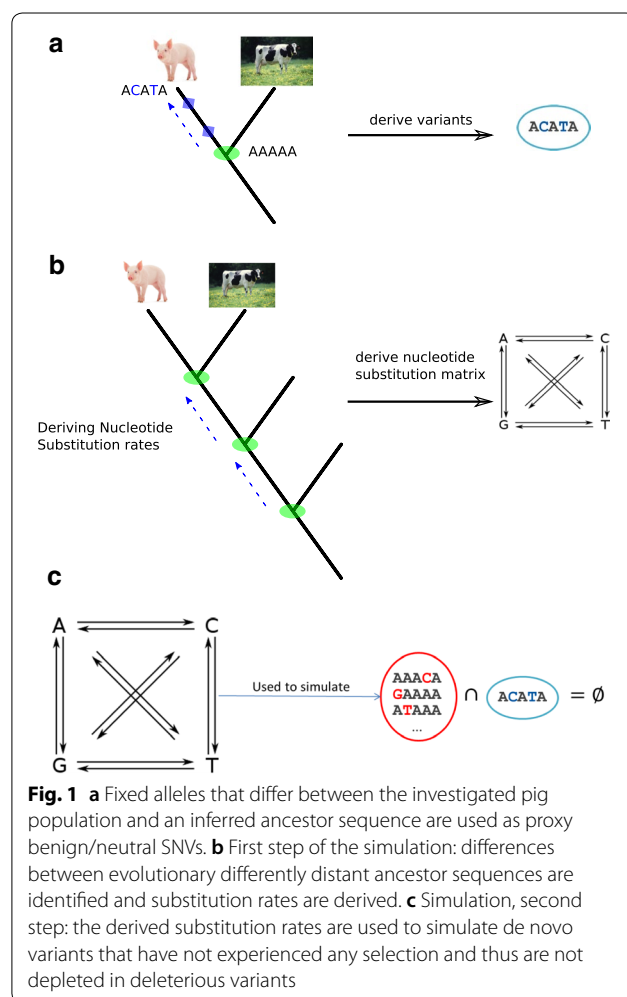 a
ACATA
AAAAA
derive variants
ACATA
b
Deriving Nucleotide
Substitution rates
derive nucleotide
substitution matrix
A
C
G
T
c
A
C
G
T
Used to simulate
AAACA
GAAAA
ATAAA
...
∩
ACATA
= ∅
Fig. 1 a Fixed alleles that differ between the investigated pig
population and an inferred ancestor sequence are used as proxy
benign/neutral SNVs. b First step of the simulation: differences
between evolutionary differently distant ancestor sequences are
identified and substitution rates are derived. c Simulation, second
step: the derived substitution rates are used to simulate de novo
variants that have not experienced any selection and thus are not
depleted in deleterious variants